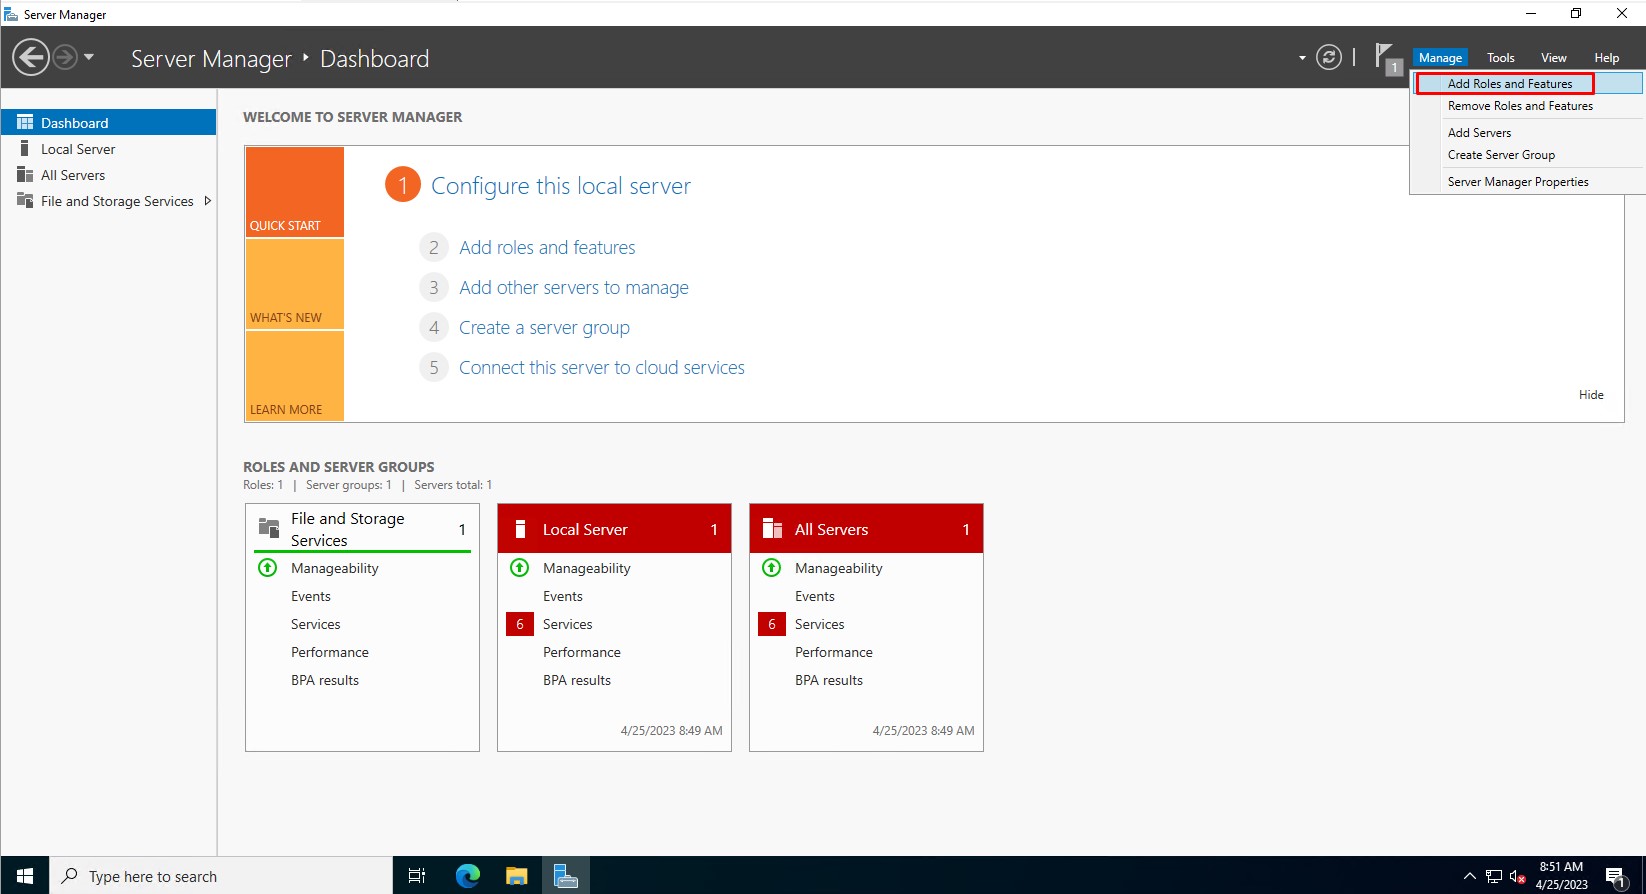 Server Manager
Server Manager ‣ Dashboard
1
Manage
Tools
View
Help
Add Roles and Features
Remove Roles and Features
Add Servers
Create Server Group
Server Manager Properties
Dashboard
Local Server
All Servers
File and Storage Services
WELCOME TO SERVER MANAGER
QUICK START
WHAT'S NEW
LEARN MORE
1 Configure this local server
2 Add roles and features
3 Add other servers to manage
4 Create a server group
5 Connect this server to cloud services
Hide
ROLES AND SERVER GROUPS
Roles: 1 | Server groups: 1 | Servers total: 1
File and Storage
Services
1
Manageability
Events
Services
Performance
BPA results
Local Server 1
Manageability
Events
6 Services
Performance
BPA results
4/25/2023 8:49 AM
All Servers 1
Manageability
Events
6 Services
Performance
BPA results
4/25/2023 8:49 AM
Type here to search
8:51 AM
4/25/2023
1